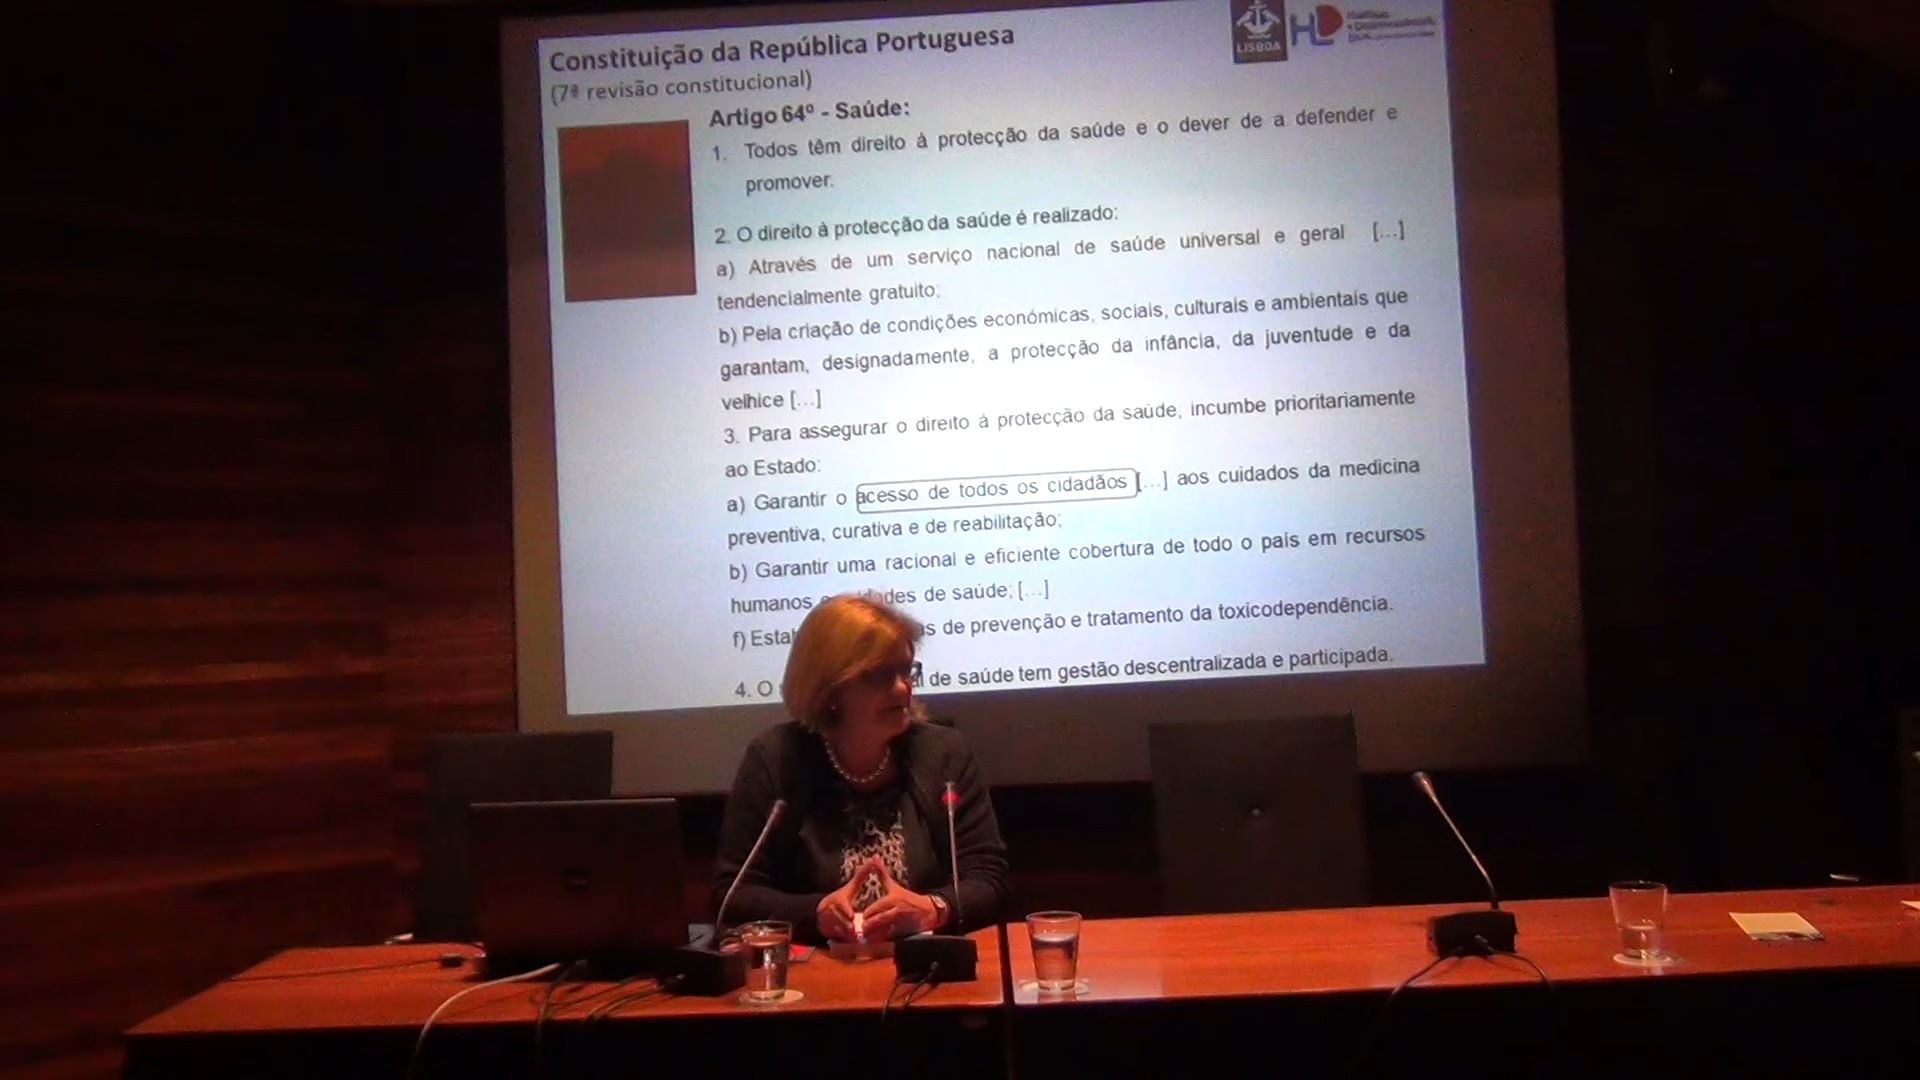 Constituição da República Portuguesa
(7ª revisão constitucional)
LISBOA
HD
Artigo 64º - Saúde:
1. Todos têm direito à protecção da saúde e o dever de a defender e
promover.
2. O direito à protecção da saúde é realizado:
a) Através de um serviço nacional de saúde universal e geral [...]
tendencialmente gratuito;
b) Pela criação de condições económicas, sociais, culturais e ambientais que
garantam, designadamente, a protecção da infância, da juventude e da
velhice [...]
3. Para assegurar o direito à protecção da saúde, incumbe prioritariamente
ao Estado:
a) Garantir o acesso de todos os cidadãos [...] aos cuidados da medicina
preventiva, curativa e de reabilitação;
b) Garantir uma racional e eficiente cobertura de todo o país em recursos
humanos de saúde; [...]
f) de prevenção e tratamento da toxicodependência.
4. O de saúde tem gestão descentralizada e participada.